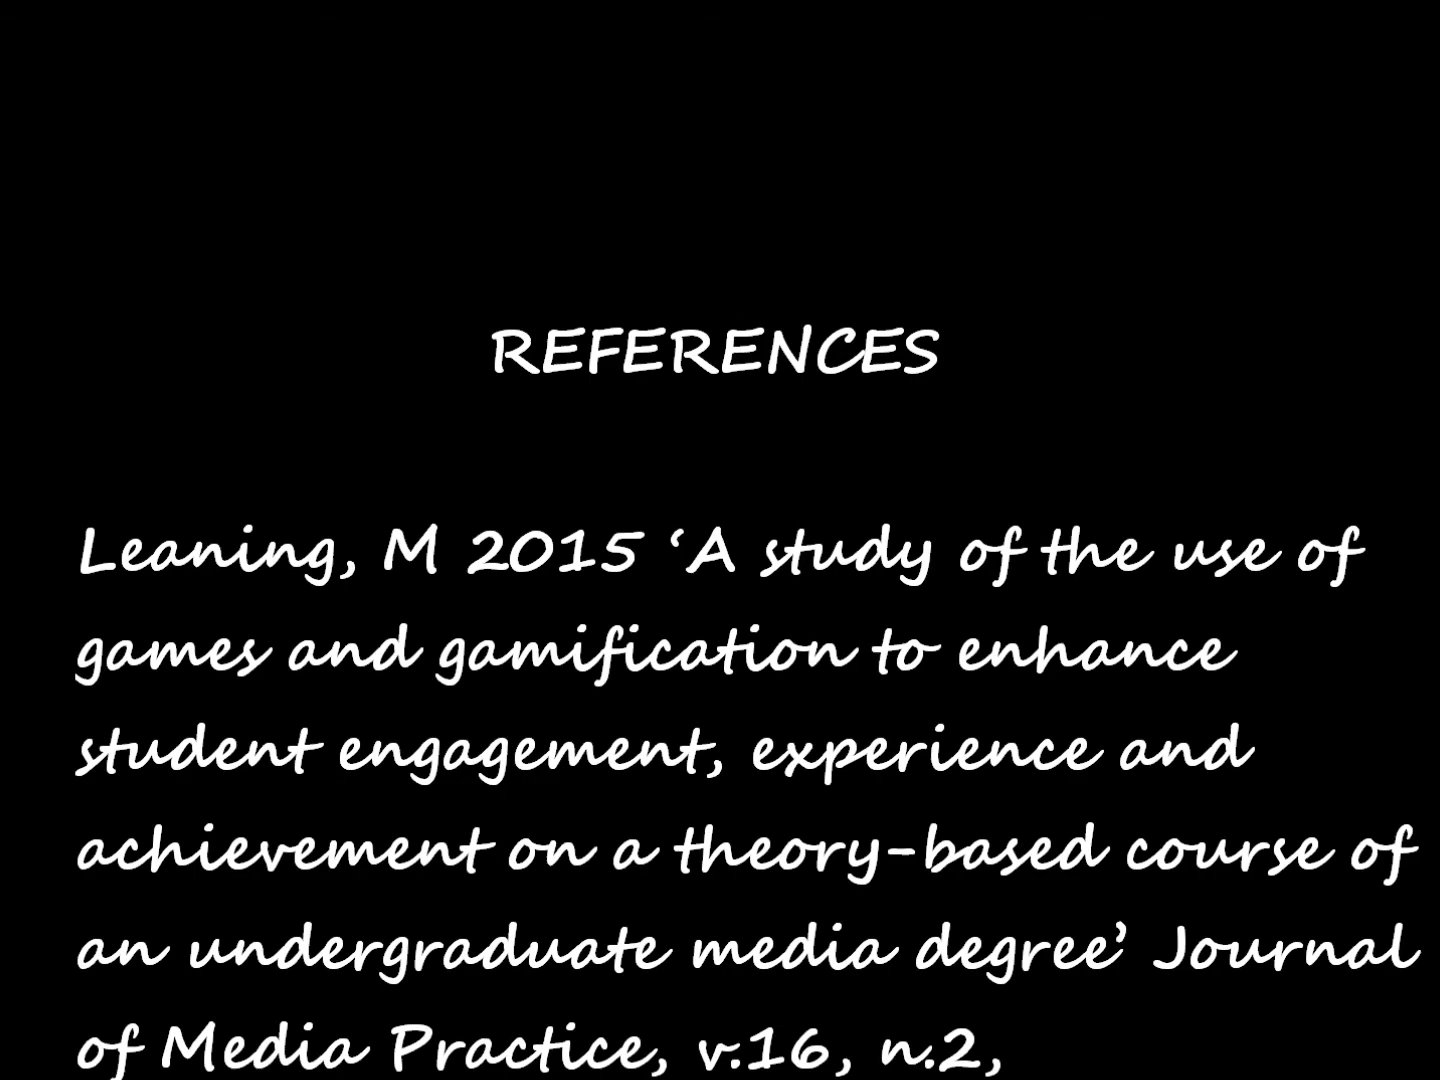 REFERENCES
Leaning, M 2015 ‘A study of the use of
games and gamification to enhance
student engagement, experience and
achievement on a theory-based course of
an undergraduate media degree’ Journal
of Media Practice, v.16, n.2,